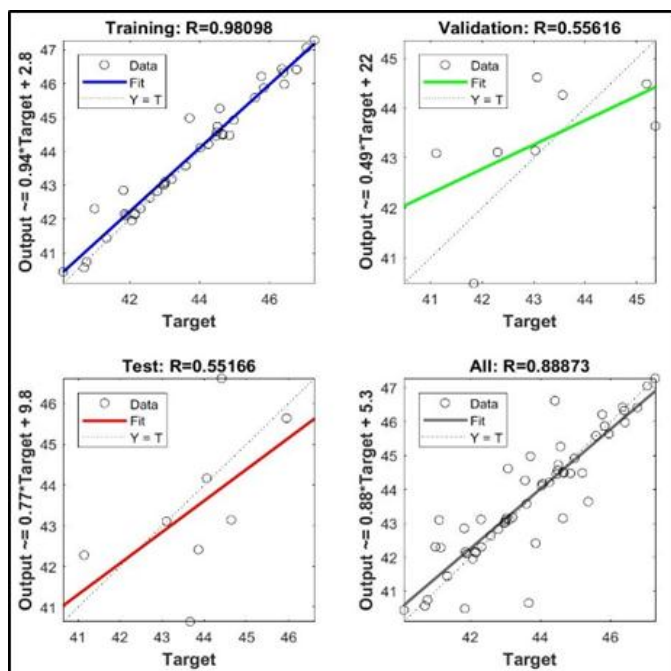 Training: R=0.98098
Output ~= 0.94*Target + 2.8
47
46
45
44
43
42
41
Data
Fit
Y = T
42
44
46
Target
Validation: R=0.55616
Output ~= 0.49*Target + 22
45
44
43
42
41
Data
Fit
Y = T
41
42
43
44
45
Target
Test: R=0.55166
Output ~= 0.77*Target + 9.8
46
45
44
43
42
41
Data
Fit
Y = T
41
42
43
44
45
46
Target
All: R=0.88873
Output ~= 0.88*Target + 5.3
47
46
45
44
43
42
41
Data
Fit
Y = T
42
44
46
Target